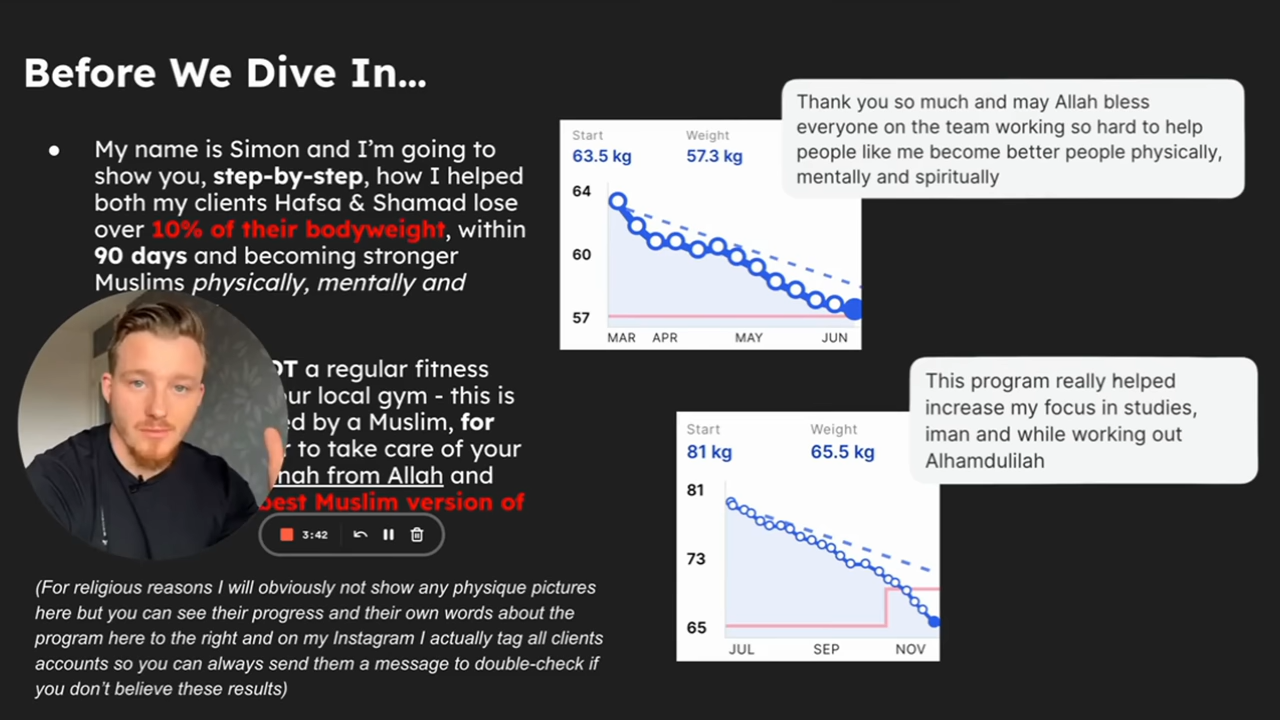 Before We Dive In...
● My name is Simon and I'm going to
show you, step-by-step, how I helped
both my clients Hafsa & Shamad lose
over 10% of their bodyweight, within
90 days and becoming stronger
Muslims physically, mentally and
a regular fitness
local gym - this is
by a Muslim, for
to take care of your
from Allah and
best Muslim version of
3:42
(For religious reasons I will obviously not show any physique pictures
here but you can see their progress and their own words about the
program here to the right and on my Instagram I actually tag all clients
accounts so you can always send them a message to double-check if
you don't believe these results)
Start Weight
63.5 kg 57.3 kg
64
60
57
MAR APR MAY JUN
Thank you so much and may Allah bless
everyone on the team working so hard to help
people like me become better people physically,
mentally and spiritually
Start Weight
81 kg 65.5 kg
81
73
65
JUL SEP NOV
This program really helped
increase my focus in studies,
iman and while working out
Alhamdulilah